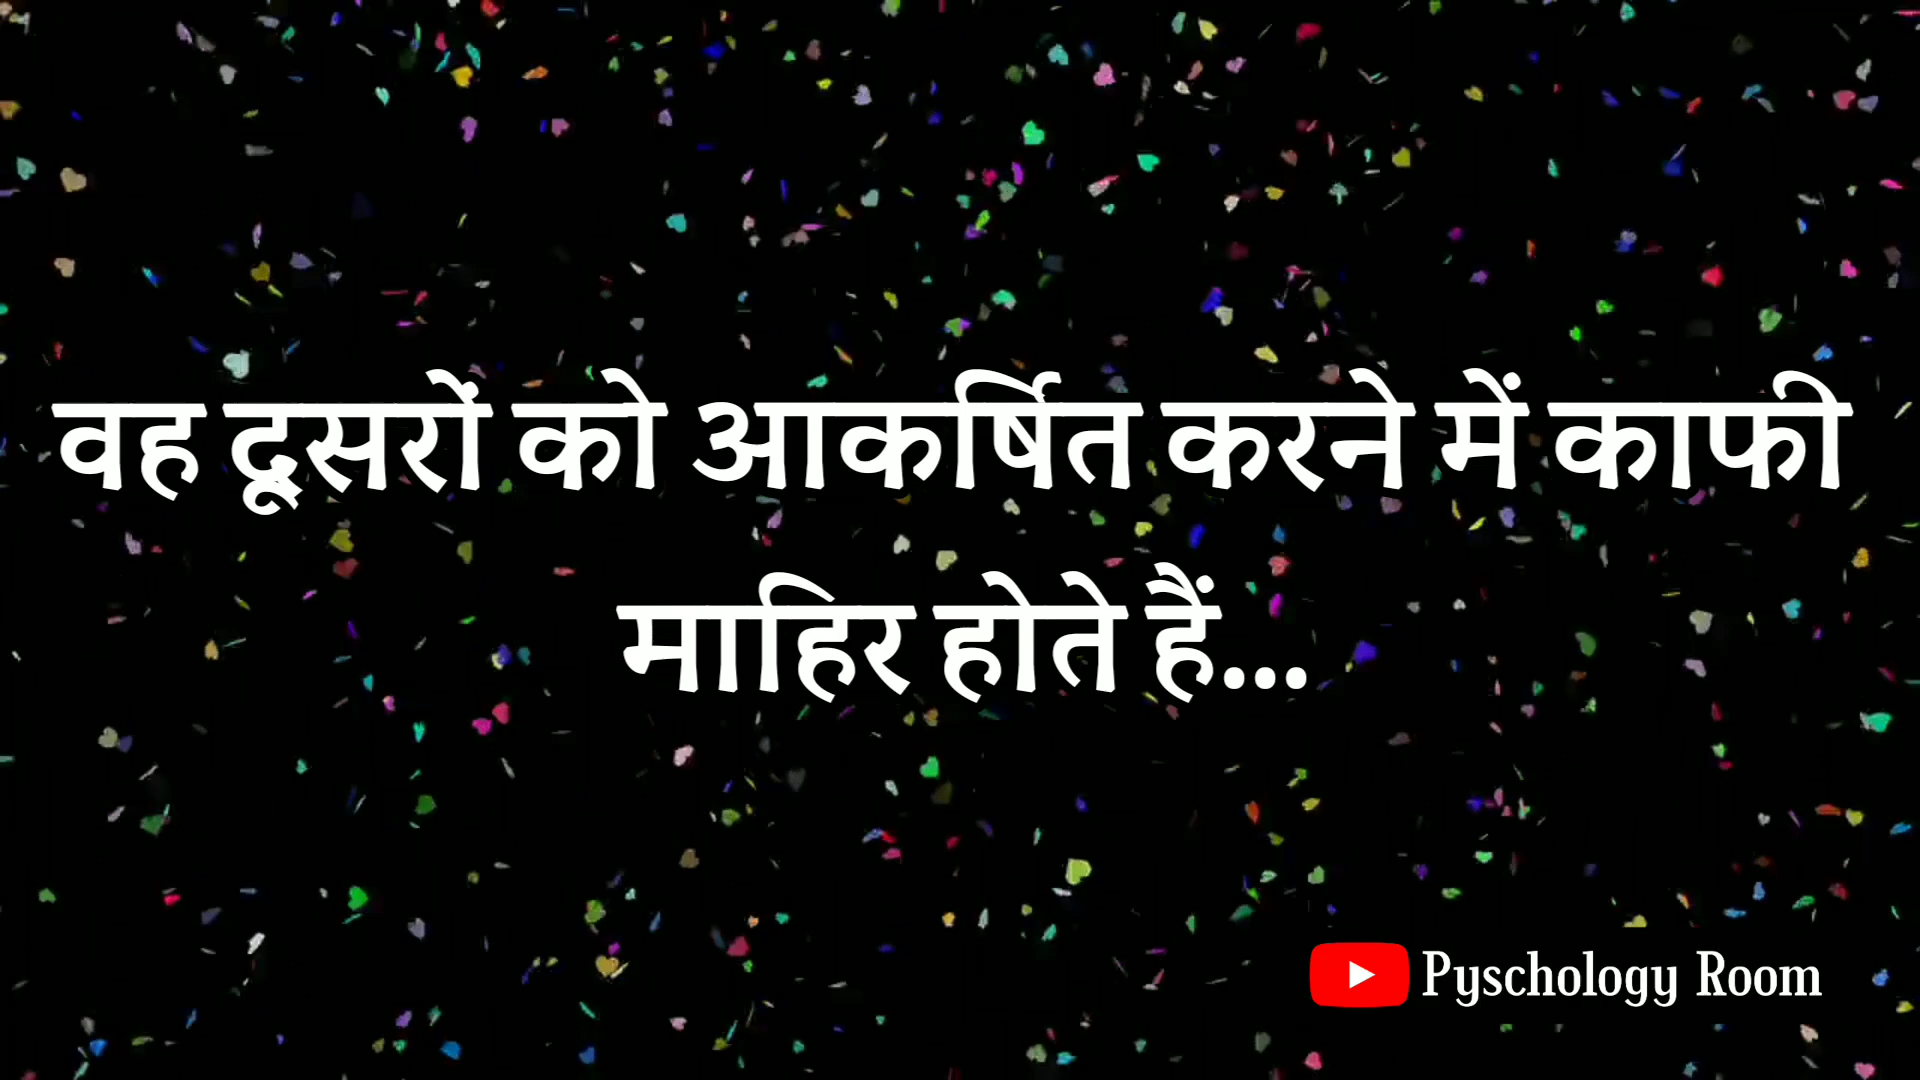 वह दूसरों को आकर्षित करने में काफी
माहिर होते हैं...
Pyschology Room